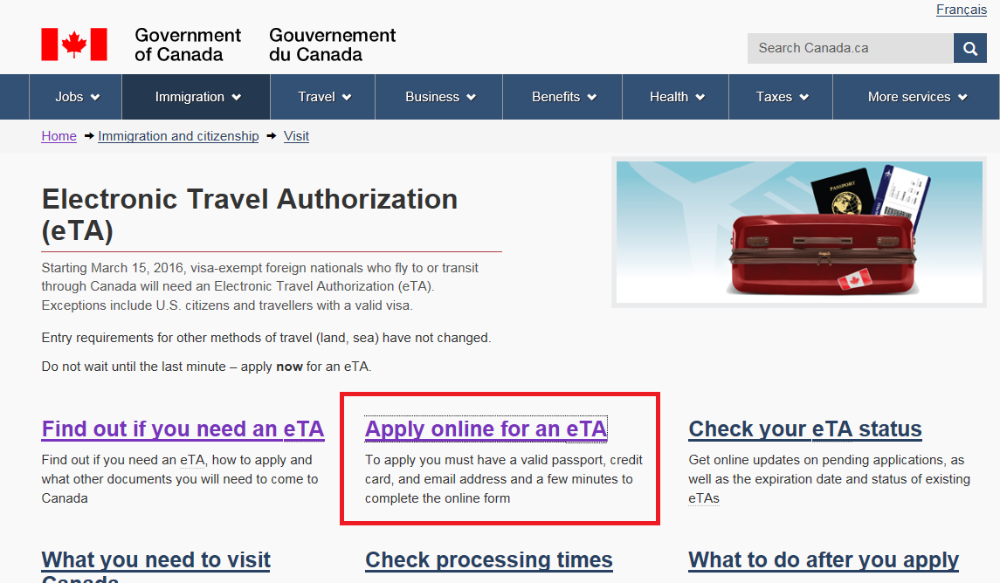 Français
Government
of Canada
Gouvernement
du Canada
Search Canada.ca
Jobs
Immigration
Travel
Business
Benefits
Health
Taxes
More services
Home
Immigration and citizenship
Visit
Electronic Travel Authorization
(eTA)
PASSPORT
Starting March 15, 2016, visa-exempt foreign nationals who fly to or transit
through Canada will need an Electronic Travel Authorization (eTA).
Exceptions include U.S. citizens and travellers with a valid visa.
Entry requirements for other methods of travel (land, sea) have not changed.
Do not wait until the last minute – apply now for an eTA.
Find out if you need an eTA
Find out if you need an eTA, how to apply and
what other documents you will need to come to
Canada
Apply online for an eTA
To apply you must have a valid passport, credit
card, and email address and a few minutes to
complete the online form
Check your eTA status
Get online updates on pending applications, as
well as the expiration date and status of existing
eTAs
What you need to visit
Canada
Check processing times
What to do after you apply